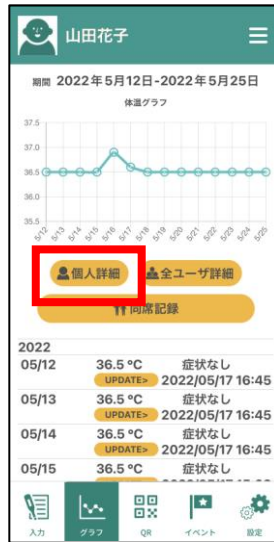 山田花子
期間 2022年5月12日-2022年5月25日
体温グラフ
37.5
37.0
36.5
36.0
35.5
5/12 5/13 5/14 5/15 5/16 5/17 5/18 5/19 5/20 5/21 5/22 5/23 5/24 5/25
個人詳細 全ユーザ詳細
同席記録
2022
05/12 36.5 ℃ 症状なし
UPDATE> 2022/05/17 16:45
05/13 36.5 ℃ 症状なし
UPDATE> 2022/05/17 16:45
05/14 36.5 ℃ 症状なし
UPDATE> 2022/05/17 16:45
05/15 36.5 ℃ 症状なし
入力 グラフ QR イベント 設定